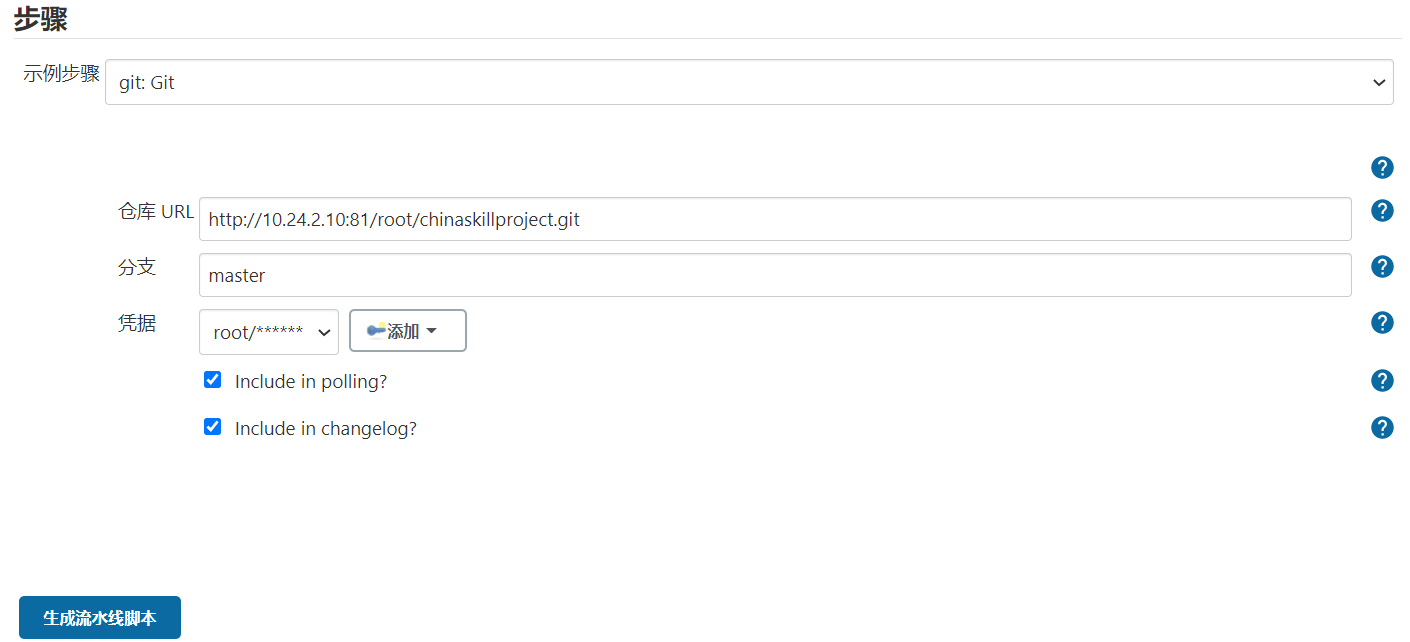 步骤
示例步骤 git: Git
仓库 URL http://10.24.2.10:81/root/chinaskillproject.git
分支 master
凭据 root/****** 添加
Include in polling?
Include in changelog?
生成流水线脚本